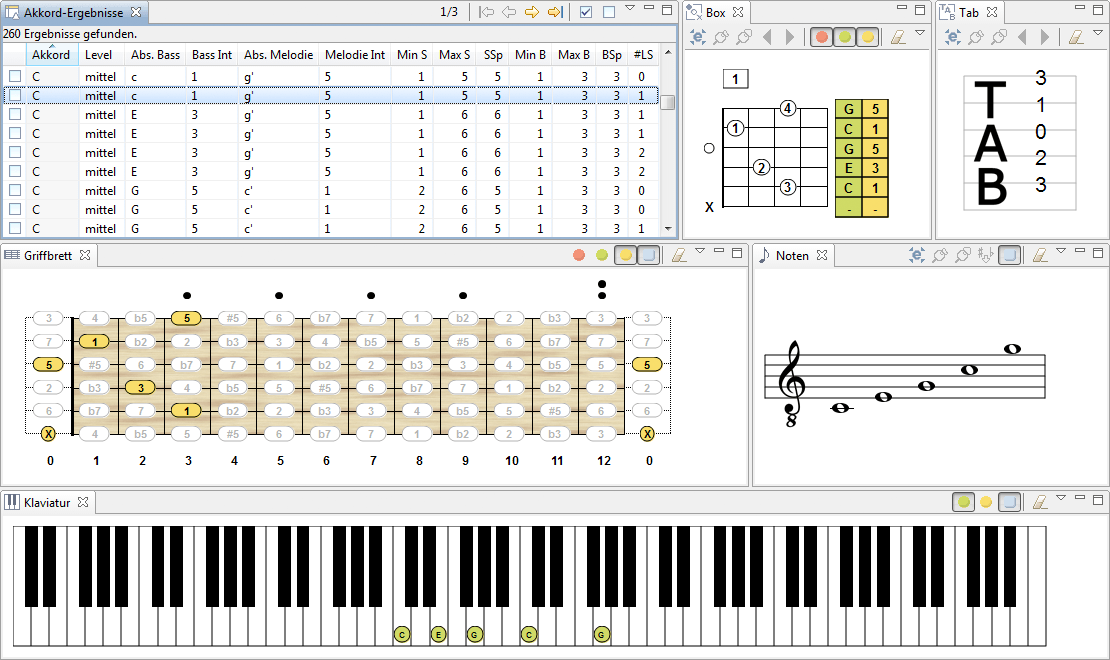 Akkord-Ergebnisse 1/3
260 Ergebnisse gefunden.
Akkord Level Abs. Bass Bass Int Abs. Melodie Melodie Int Min S Max S SSp Min B Max B BSp #LS
C mittel c 1 g' 5 1 5 5 1 3 3 0
C mittel c 1 g' 5 1 5 5 1 3 3 1
C mittel E 3 g' 5 1 6 6 1 3 3 1
C mittel E 3 g' 5 1 6 6 1 3 3 1
C mittel E 3 g' 5 1 6 6 1 3 3 2
C mittel E 3 g' 5 1 6 6 1 3 3 2
C mittel G 5 c' 1 2 6 5 1 3 3 0
C mittel G 5 c' 1 2 6 5 1 3 3 0
C mittel G 5 c' 1 2 6 5 1 3 3 1
Box
1
4 G 5
1 C 1
G 5
2 E 3
3 C 1
X - -
Tab
TAB
3
1
0
2
3
Griffbrett
3 4 b5 5 #5 6 b7 7 1 b2 2 b3 3 3
7 1 b2 2 b3 3 4 b5 5 #5 6 b7 7 7
5 #5 6 b7 7 1 b2 2 b3 3 4 b5 5 5
2 b3 3 4 b5 5 #5 6 b7 7 1 b2 2 2
6 b7 7 1 b2 2 b3 3 4 b5 5 #5 6 6
X 4 b5 5 #5 6 b7 7 1 b2 2 b3 3 X
0 1 2 3 4 5 6 7 8 9 10 11 12 0
Noten
8
Klaviatur
C E G C G